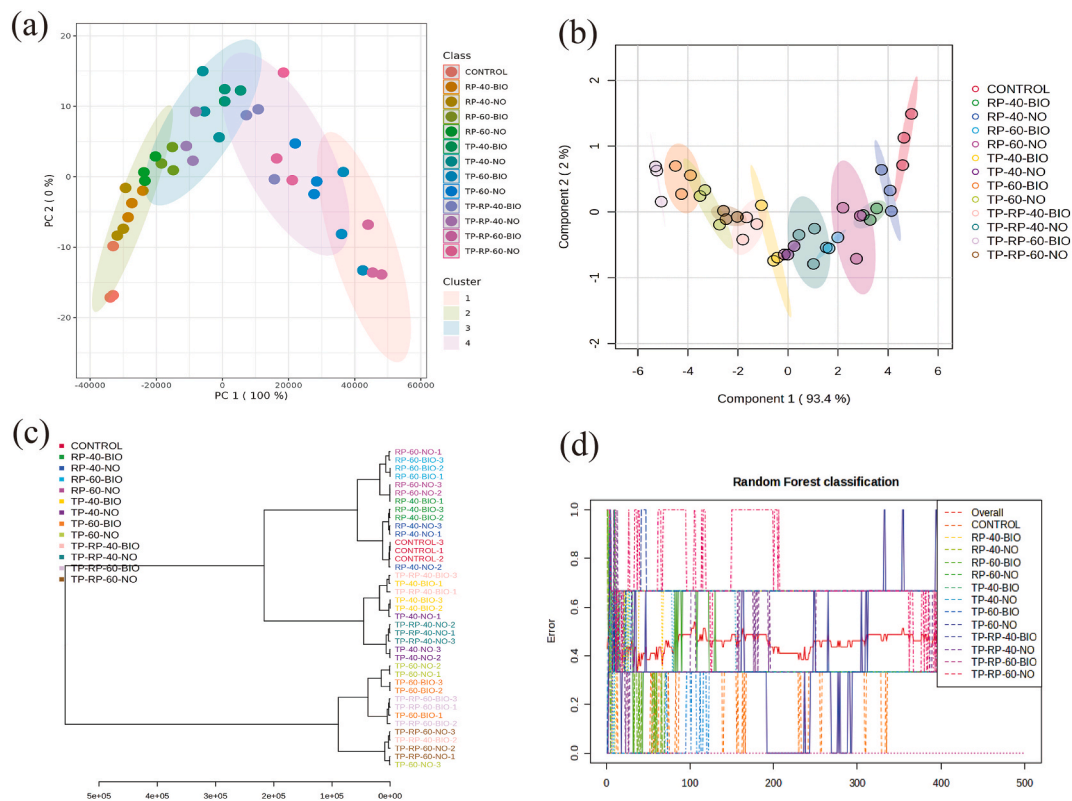 (a)
20
10
0
-10
-20
PC 2 ( 0 %)
-40000
-20000
0
20000
40000
60000
PC 1 ( 100 %)
Class
CONTROL
RP-40-BIO
RP-40-NO
RP-60-BIO
RP-60-NO
TP-40-BIO
TP-40-NO
TP-60-BIO
TP-60-NO
TP-RP-40-BIO
TP-RP-40-NO
TP-RP-60-BIO
TP-RP-60-NO
Cluster
1
2
3
4
(b)
2
1
0
-1
-2
Component 2 ( 2 %)
-6
-4
-2
0
2
4
6
Component 1 ( 93.4 %)
CONTROL
RP-40-BIO
RP-40-NO
RP-60-BIO
RP-60-NO
TP-40-BIO
TP-40-NO
TP-60-BIO
TP-60-NO
TP-RP-40-BIO
TP-RP-40-NO
TP-RP-60-BIO
TP-RP-60-NO
(c)
CONTROL
RP-40-BIO
RP-40-NO
RP-60-BIO
RP-60-NO
TP-40-BIO
TP-40-NO
TP-60-BIO
TP-60-NO
TP-RP-40-BIO
TP-RP-40-NO
TP-RP-60-BIO
TP-RP-60-NO
RP-60-NO-1
RP-60-BIO-3
RP-60-BIO-2
RP-60-BIO-1
RP-60-NO-3
RP-60-NO-2
RP-40-BIO-1
RP-40-BIO-3
RP-40-BIO-2
RP-40-NO-3
RP-40-NO-1
CONTROL-3
CONTROL-1
CONTROL-2
RP-40-NO-2
TP-RP-40-BIO-3
TP-40-BIO-1
TP-RP-40-BIO-1
TP-40-BIO-3
TP-40-BIO-2
TP-40-NO-1
TP-RP-40-NO-2
TP-RP-40-NO-1
TP-RP-40-NO-3
TP-40-NO-3
TP-40-NO-2
TP-60-NO-2
TP-60-NO-1
TP-60-BIO-3
TP-60-BIO-2
TP-RP-60-BIO-3
TP-RP-60-BIO-1
TP-60-BIO-1
TP-RP-60-BIO-2
TP-RP-60-NO-3
TP-RP-40-BIO-2
TP-RP-60-NO-2
TP-RP-60-NO-1
TP-60-NO-3
5e+05
4e+05
3e+05
2e+05
1e+05
0e+00
(d)
Random Forest classification
1.0
0.8
0.6
0.4
0.2
0.0
Error
0
100
200
300
400
500
Overall
CONTROL
RP-40-BIO
RP-40-NO
RP-60-BIO
RP-60-NO
TP-40-BIO
TP-40-NO
TP-60-BIO
TP-60-NO
TP-RP-40-BIO
TP-RP-40-NO
TP-RP-60-BIO
TP-RP-60-NO